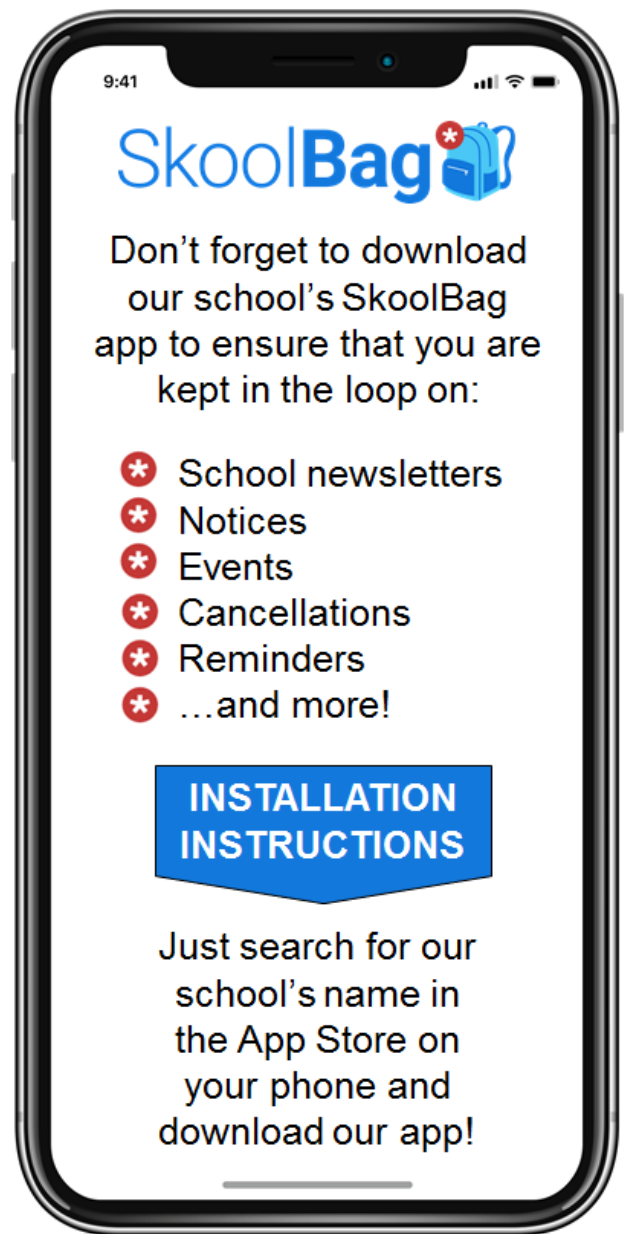 9:41
SkoolBag
Don’t forget to download
our school’s SkoolBag
app to ensure that you are
kept in the loop on:
School newsletters
Notices
Events
Cancellations
Reminders
…and more!
INSTALLATION
INSTRUCTIONS
Just search for our
school’s name in
the App Store on
your phone and
download our app!